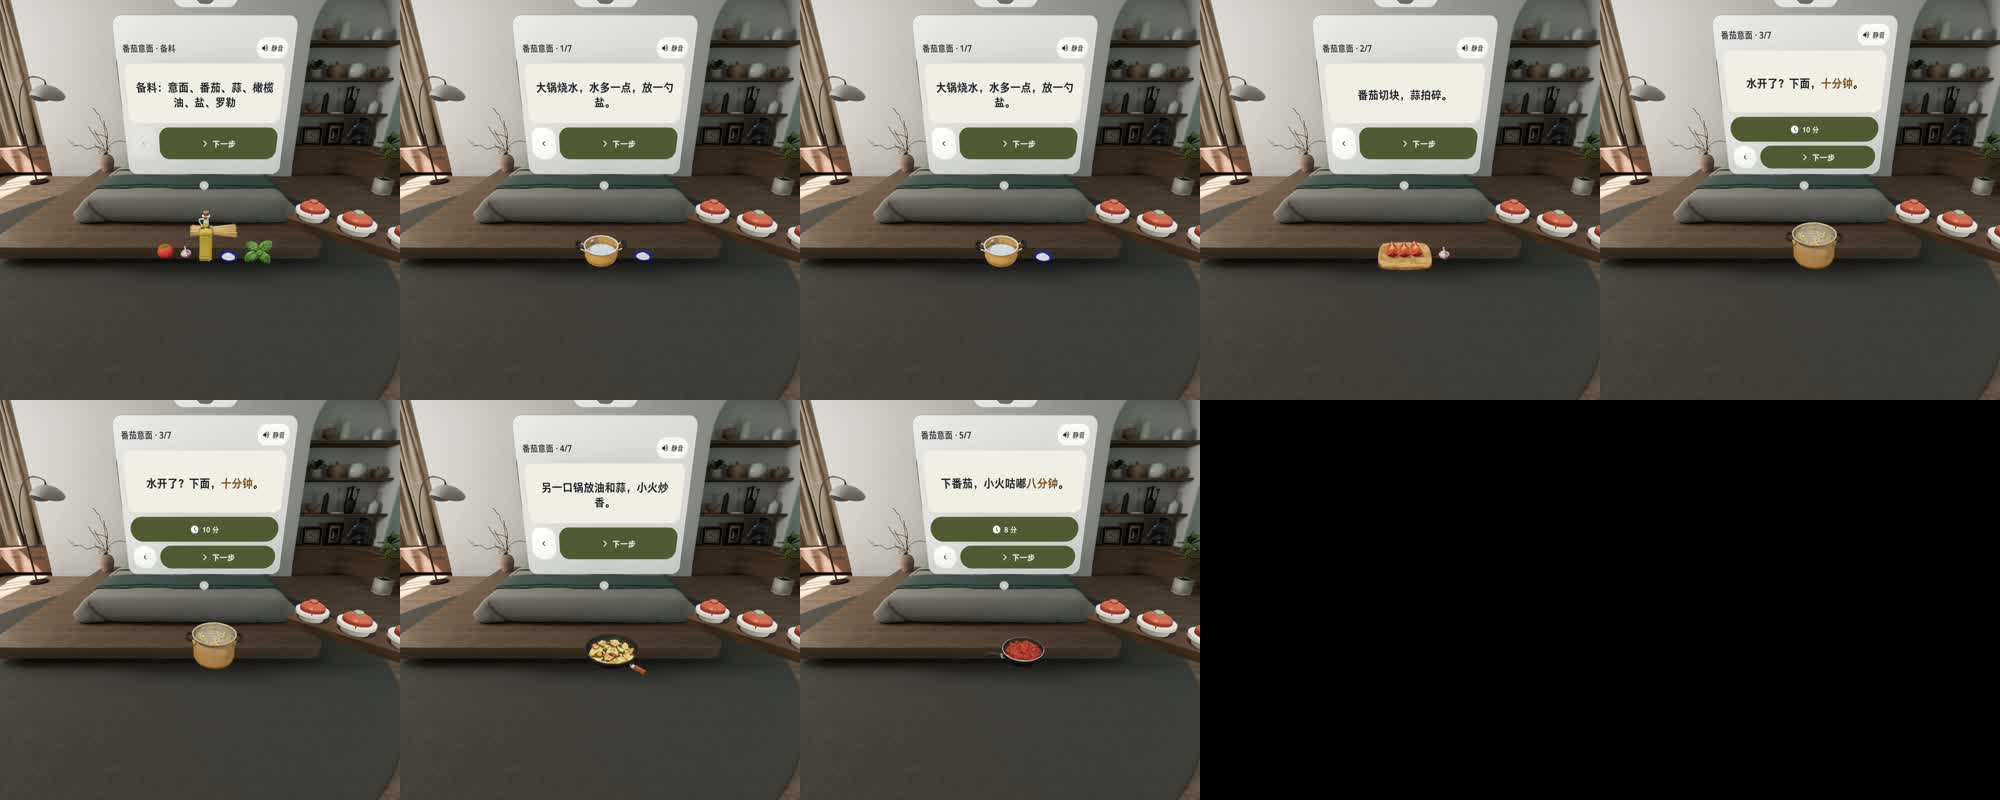 番茄意面 · 备料
静音
备料：意面、番茄、蒜、橄榄
油、盐、罗勒
下一步
番茄意面 · 1/7
静音
大锅烧水，水多一点，放一勺
盐。
下一步
番茄意面 · 1/7
静音
大锅烧水，水多一点，放一勺
盐。
下一步
番茄意面 · 2/7
静音
番茄切块，蒜拍碎。
下一步
番茄意面 · 3/7
静音
水开了？下面，十分钟。
10 分
下一步
番茄意面 · 3/7
静音
水开了？下面，十分钟。
10 分
下一步
番茄意面 · 4/7
静音
另一口锅放油和蒜，小火炒
香。
下一步
番茄意面 · 5/7
静音
下番茄，小火咕嘟八分钟。
8 分
下一步